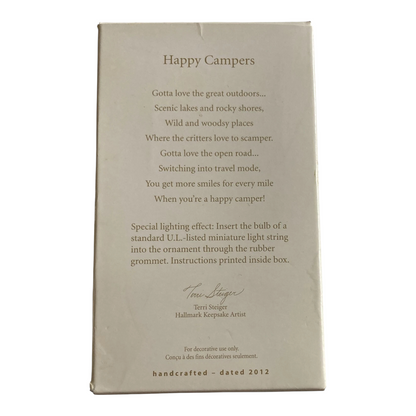 Happy Campers
Gotta love the great outdoors...
Scenic lakes and rocky shores,
Wild and woodsy places
Where the critters love to scamper.
Gotta love the open road...
Switching into travel mode,
You get more smiles for every mile
When you're a happy camper!
Special lighting effect: Insert the bulb of a
standard U.L.-listed miniature light string
into the ornament through the rubber
grommet. Instructions printed inside box.
Terri Steiger
Terri Steiger
Hallmark Keepsake Artist
For decorative use only.
Conçu à des fins décoratives seulement.
handcrafted – dated 2012